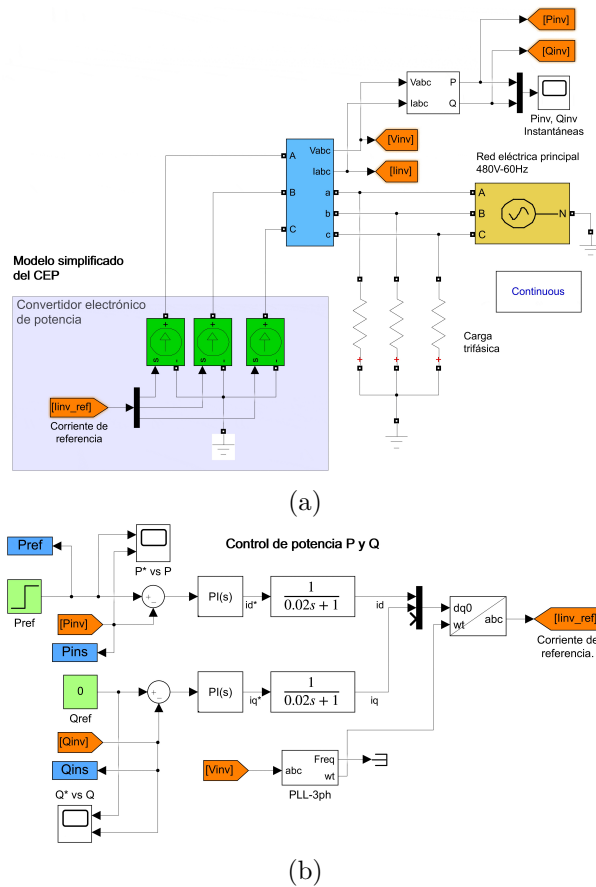 [Pinv]
[Qinv]
Vabc
P
Iabc
Q
Pinv, Qinv
Instantáneas
[Vinv]
[Iinv]
A
B
C
Vabc
Iabc
a
b
c
Red eléctrica principal
480V-60Hz
A
B
C
N
Modelo simplificado
del CEP
Convertidor electrónico
de potencia
+
+
+
S
-
S
-
S
-
[Iinv_ref]
Corriente de
referencia
Continuous
Carga
trifásica
+
+
+
(a)
Control de potencia P y Q
Pref
P* vs P
Pref
[Pinv]
Pins
+
-
PI(s)
id*
1
0.02s + 1
id
0
Qref
+
-
PI(s)
iq*
1
0.02s + 1
iq
[Qinv]
Qins
Q* vs Q
dq0
wt
abc
[Iinv_ref]
Corriente de
referencia.
[Vinv]
abc
Freq
wt
PLL-3ph
(b)